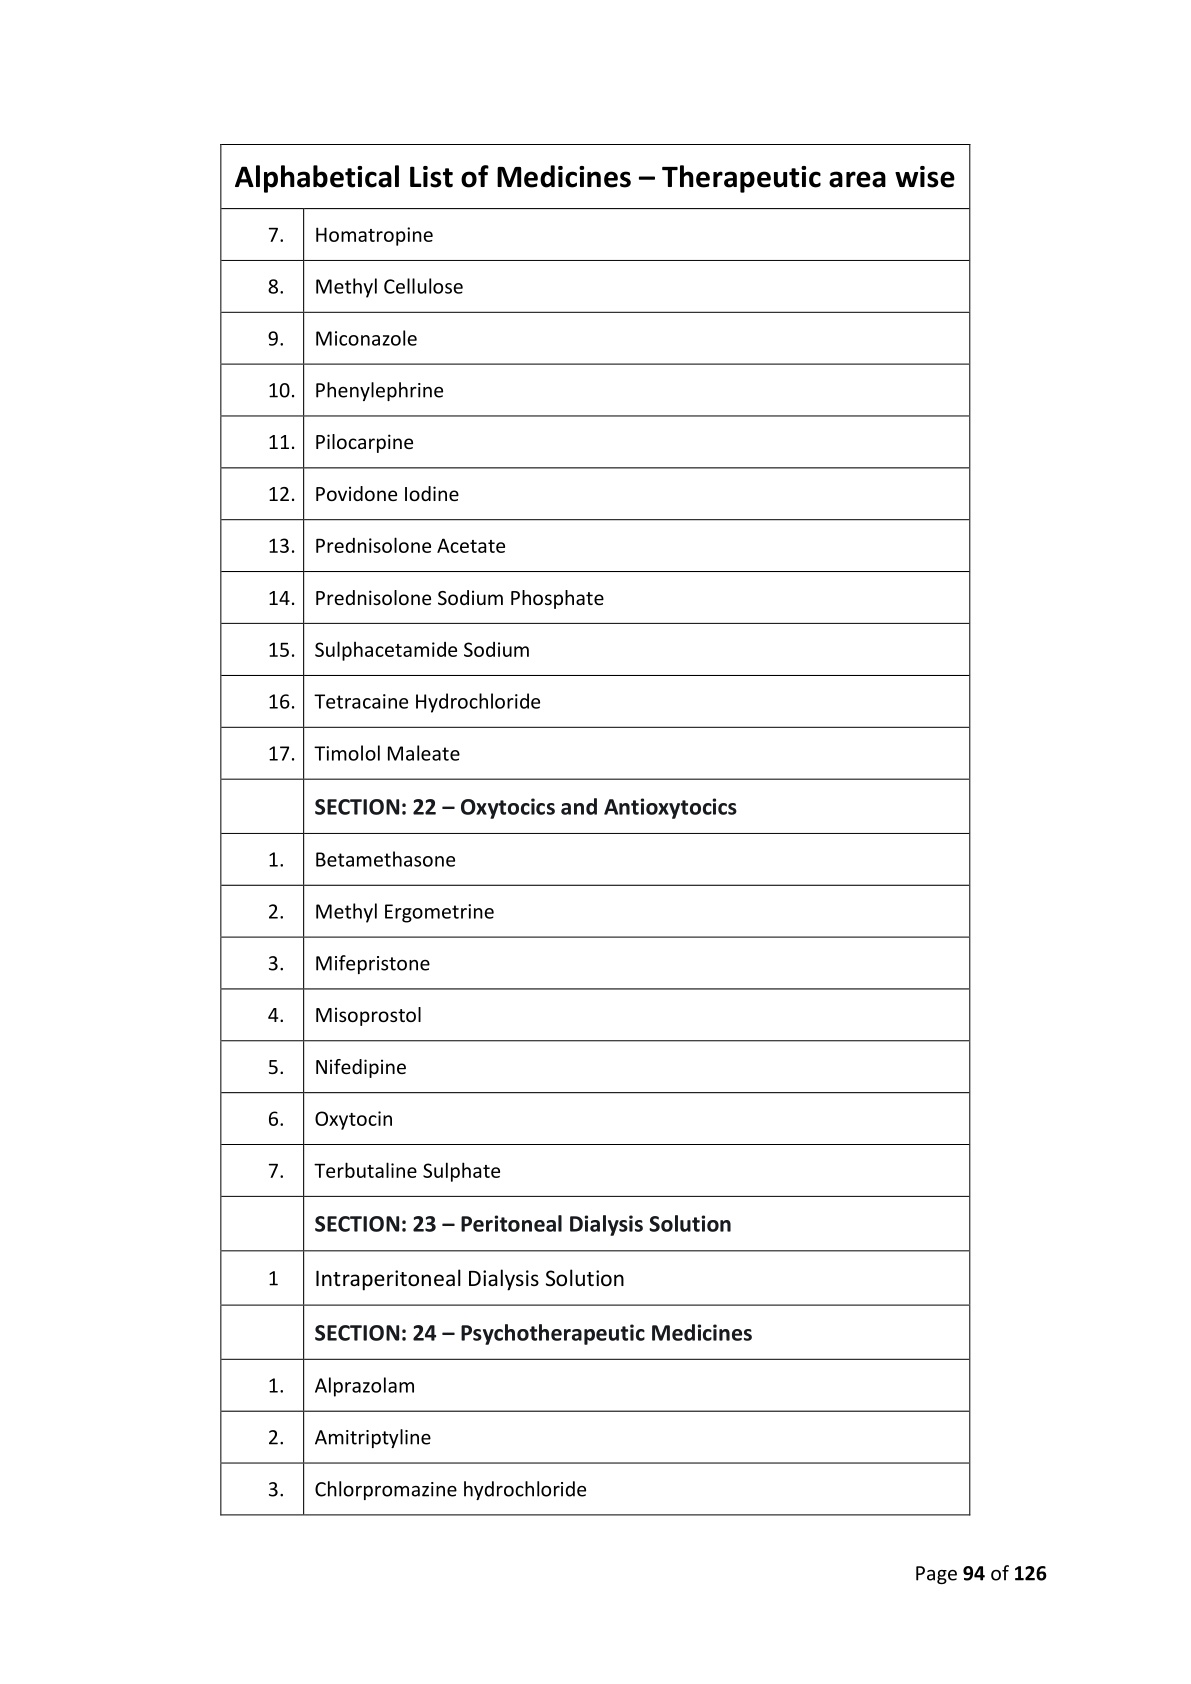 Alphabetical List of Medicines – Therapeutic area wise
7. Homatropine
8. Methyl Cellulose
9. Miconazole
10. Phenylephrine
11. Pilocarpine
12. Povidone Iodine
13. Prednisolone Acetate
14. Prednisolone Sodium Phosphate
15. Sulphacetamide Sodium
16. Tetracaine Hydrochloride
17. Timolol Maleate
SECTION: 22 – Oxytocics and Antioxytocics
1. Betamethasone
2. Methyl Ergometrine
3. Mifepristone
4. Misoprostol
5. Nifedipine
6. Oxytocin
7. Terbutaline Sulphate
SECTION: 23 – Peritoneal Dialysis Solution
1 Intraperitoneal Dialysis Solution
SECTION: 24 – Psychotherapeutic Medicines
1. Alprazolam
2. Amitriptyline
3. Chlorpromazine hydrochloride
Page 94 of 126